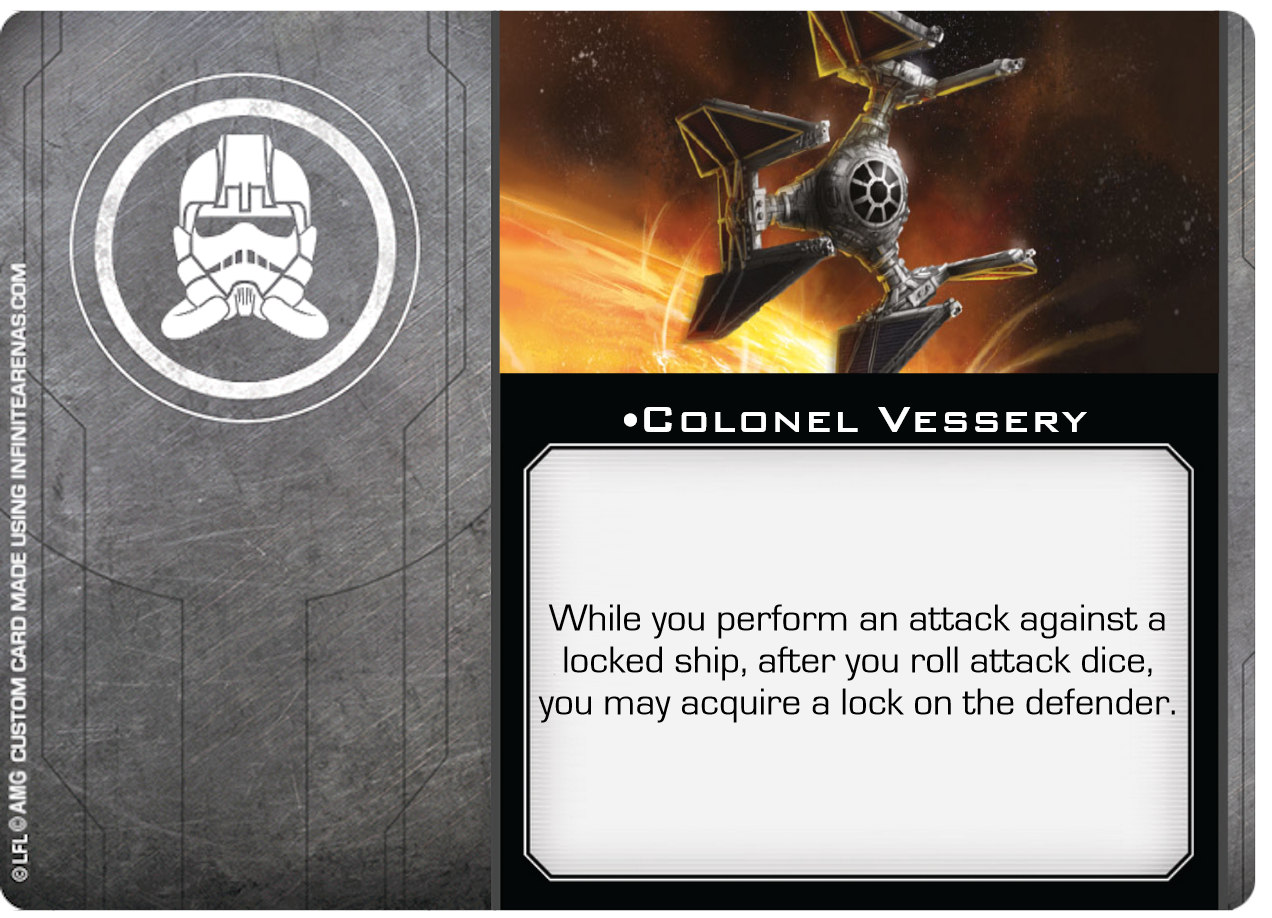 •Colonel Vessery
While you perform an attack against a
locked ship, after you roll attack dice,
you may acquire a lock on the defender.
©LFL ©AMG CUSTOM CARD MADE USING INFINITEARENAS.COM